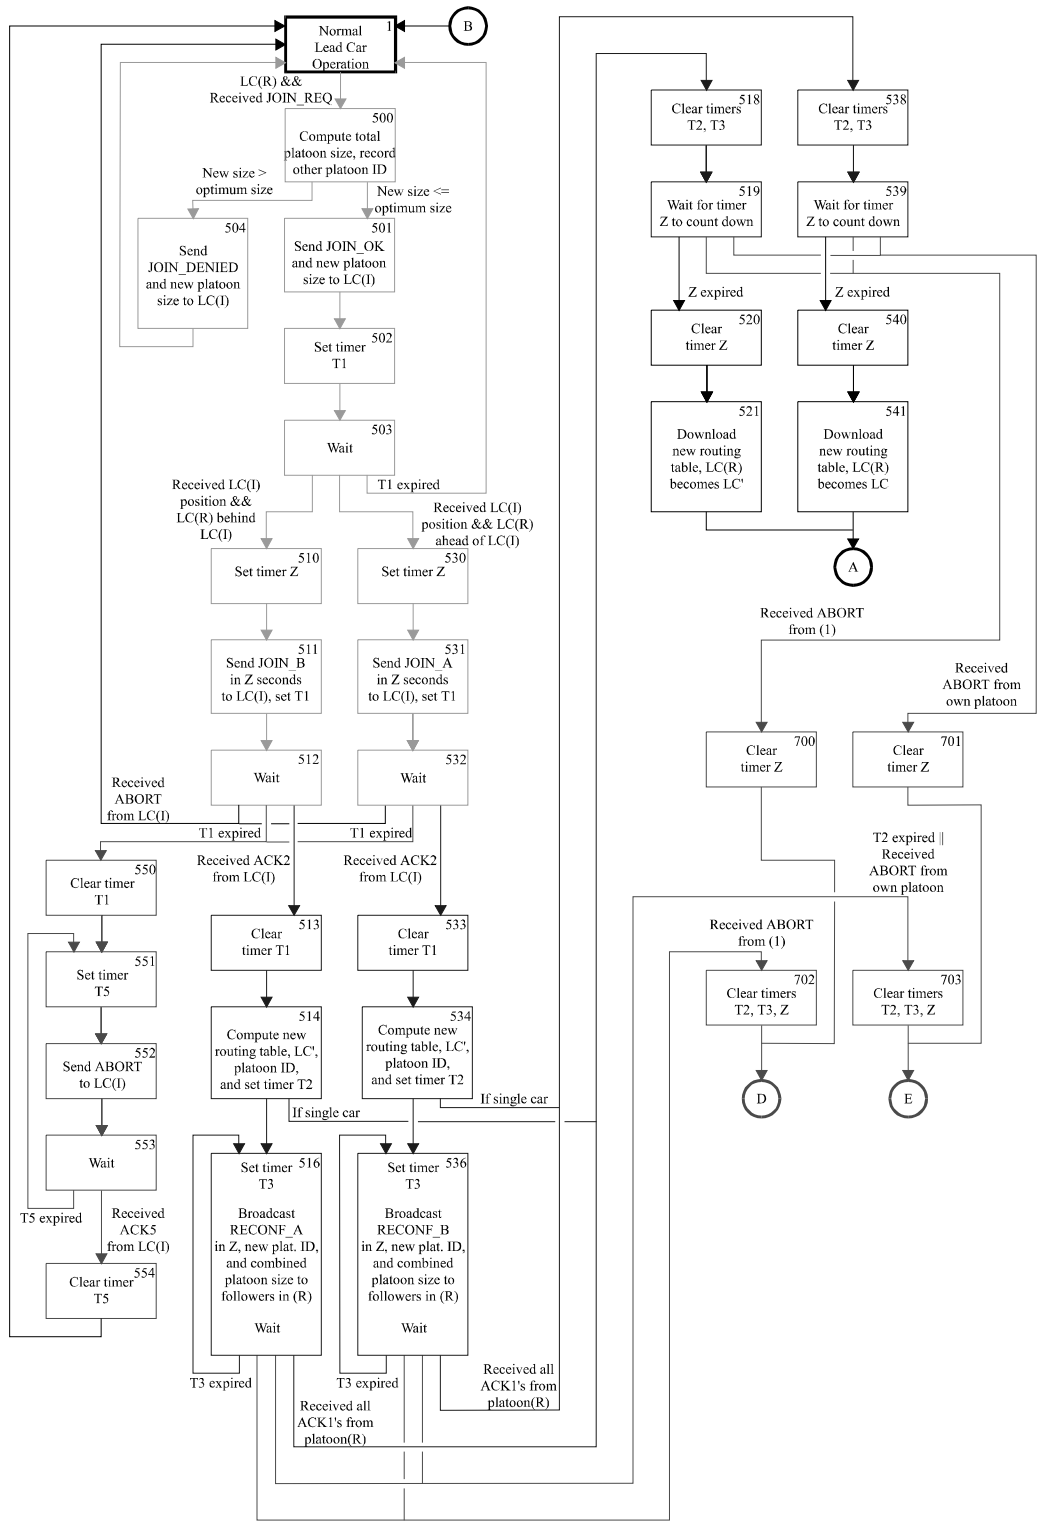 1
Normal
Lead Car
Operation
B
LC(R) &&
Received JOIN_REQ
500
Compute total
platoon size, record
other platoon ID
New size >
optimum size
New size <=
optimum size
504
Send
JOIN_DENIED
and new platoon
size to LC(I)
501
Send JOIN_OK
and new platoon
size to LC(I)
502
Set timer
T1
503
Wait
T1 expired
Received LC(I)
position &&
LC(R) behind
LC(I)
Received LC(I)
position && LC(R)
ahead of LC(I)
510
Set timer Z
530
Set timer Z
511
Send JOIN_B
in Z seconds
to LC(I), set T1
531
Send JOIN_A
in Z seconds
to LC(I), set T1
512
Wait
532
Wait
Received
ABORT
from LC(I)
T1 expired
T1 expired
Received ACK2
from LC(I)
Received ACK2
from LC(I)
550
Clear timer
T1
551
Set timer
T5
552
Send ABORT
to LC(I)
553
Wait
T5 expired
Received
ACK5
from LC(I)
554
Clear timer
T5
513
Clear
timer T1
533
Clear
timer T1
514
Compute new
routing table, LC',
platoon ID,
and set timer T2
534
Compute new
routing table, LC',
platoon ID,
and set timer T2
If single car
If single car
516
Set timer
T3
Broadcast
RECONF_A
in Z, new plat. ID,
and combined
platoon size to
followers in (R)
Wait
536
Set timer
T3
Broadcast
RECONF_B
in Z, new plat. ID,
and combined
platoon size to
followers in (R)
Wait
T3 expired
T3 expired
Received all
ACK1's from
platoon(R)
Received all
ACK1's from
platoon(R)
518
Clear timers
T2, T3
538
Clear timers
T2, T3
519
Wait for timer
Z to count down
539
Wait for timer
Z to count down
Z expired
Z expired
520
Clear
timer Z
540
Clear
timer Z
521
Download
new routing
table, LC(R)
becomes LC'
541
Download
new routing
table, LC(R)
becomes LC
A
Received ABORT
from (1)
Received
ABORT from
own platoon
700
Clear
timer Z
701
Clear
timer Z
T2 expired ||
Received
ABORT from
own platoon
Received ABORT
from (1)
702
Clear timers
T2, T3, Z
703
Clear timers
T2, T3, Z
D
E